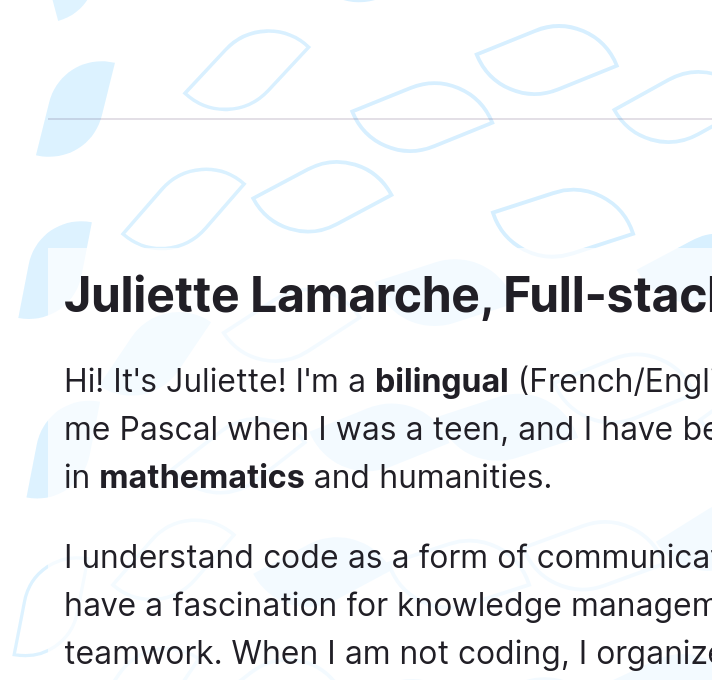 Juliette Lamarche, Full-stac
Hi! It's Juliette! I'm a bilingual (French/Engl
me Pascal when I was a teen, and I have be
in mathematics and humanities.
I understand code as a form of communica
have a fascination for knowledge managem
teamwork. When I am not coding, I organize